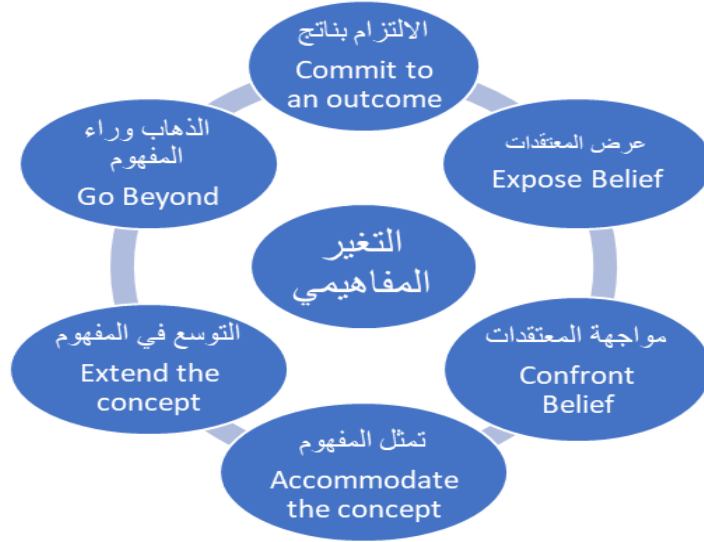 الالتزام بناتج
Commit to
an outcome
عرض المعتقدات
Expose Belief
مواجهة المعتقدات
Confront
Belief
تمثل المفهوم
Accommodate
the concept
التوسع في المفهوم
Extend the
concept
الذهاب وراء
المفهوم
Go Beyond
التغير
المفاهيمي